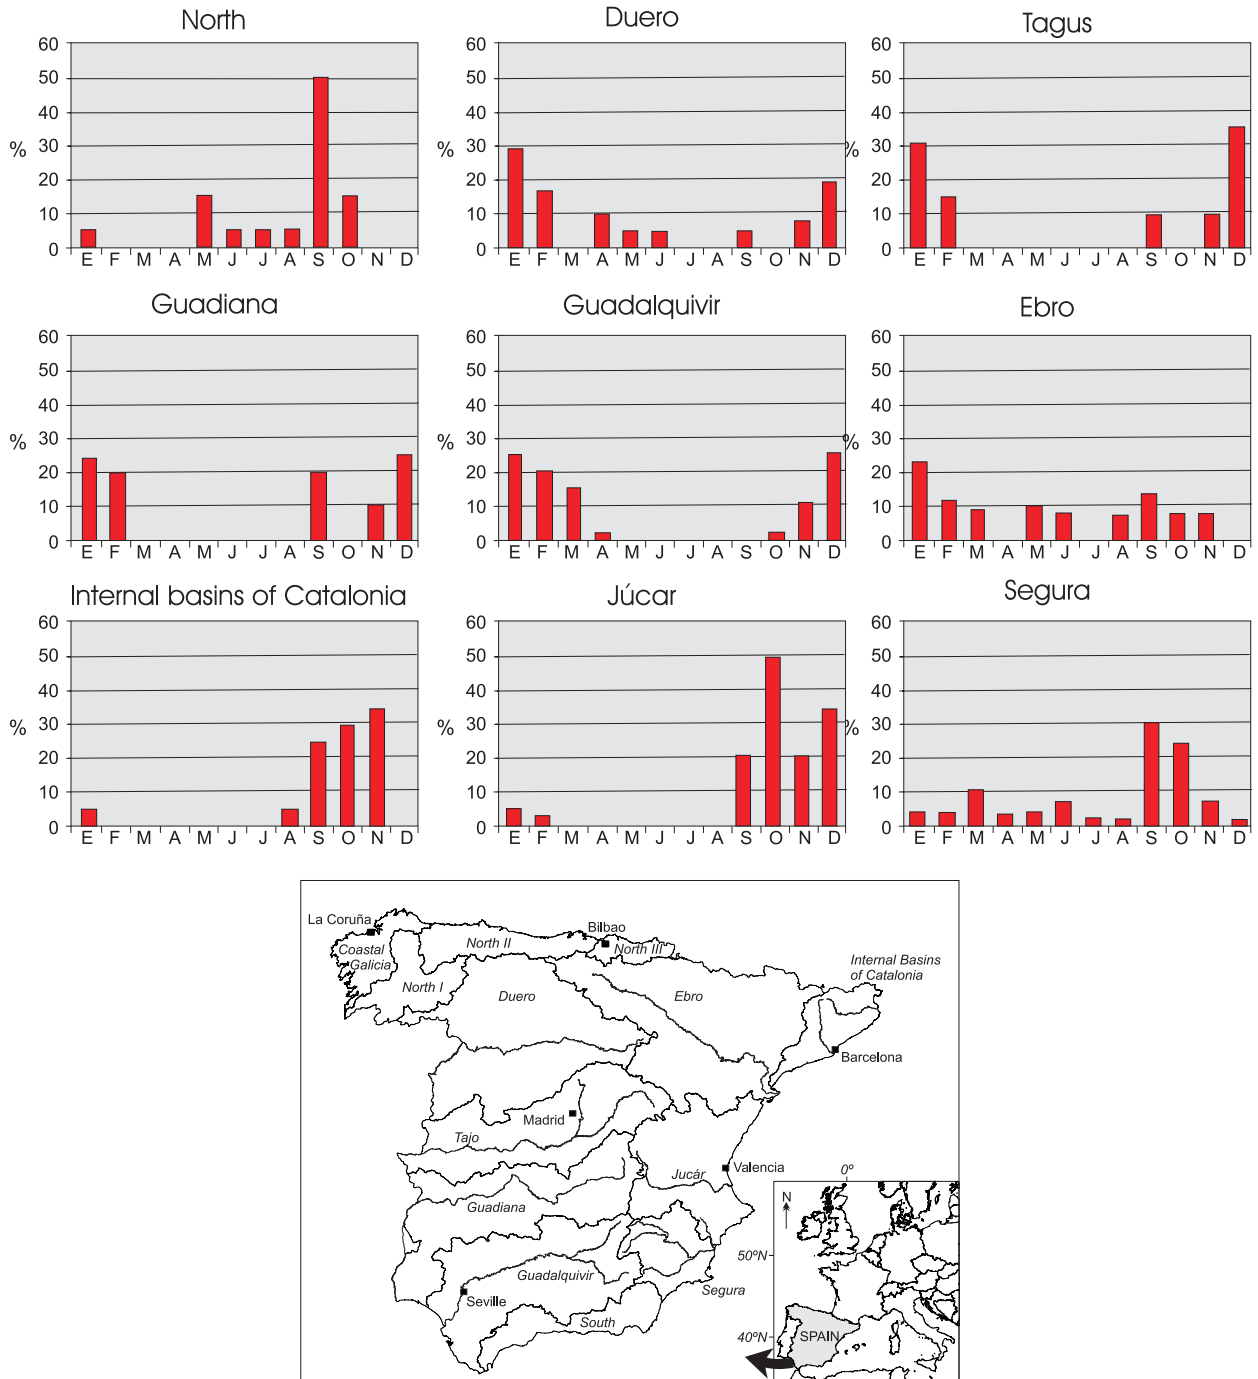 North
Duero
Tagus
60
50
40
30
20
10
0
%
E F M A M J J A S O N D
60
50
40
30
20
10
0
%
E F M A M J J A S O N D
60
50
40
30
20
10
0
%
E F M A M J J A S O N D
Guadiana
Guadalquivir
Ebro
60
50
40
30
20
10
0
%
E F M A M J J A S O N D
60
50
40
30
20
10
0
%
E F M A M J J A S O N D
60
50
40
30
20
10
0
%
E F M A M J J A S O N D
Internal basins of Catalonia
Júcar
Segura
60
50
40
30
20
10
0
%
E F M A M J J A S O N D
60
50
40
30
20
10
0
%
E F M A M J J A S O N D
60
50
40
30
20
10
0
%
E F M A M J J A S O N D
La Coruña
Bilbao
Coastal
Galicia
North II
North III
Internal Basins
of Catalonia
North I
Duero
Ebro
Barcelona
Madrid
Tajo
Jucár
Valencia
0º
Guadiana
N
50ºN
Guadalquivir
Segura
Seville
South
40ºN
SPAIN